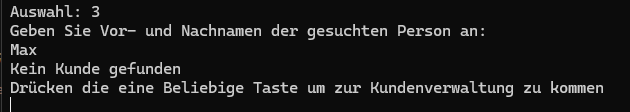 Auswahl: 3
Geben Sie Vor- und Nachnamen der gesuchten Person an:
Max
Kein Kunde gefunden
Drücken die eine Beliebige Taste um zur Kundenverwaltung zu kommen